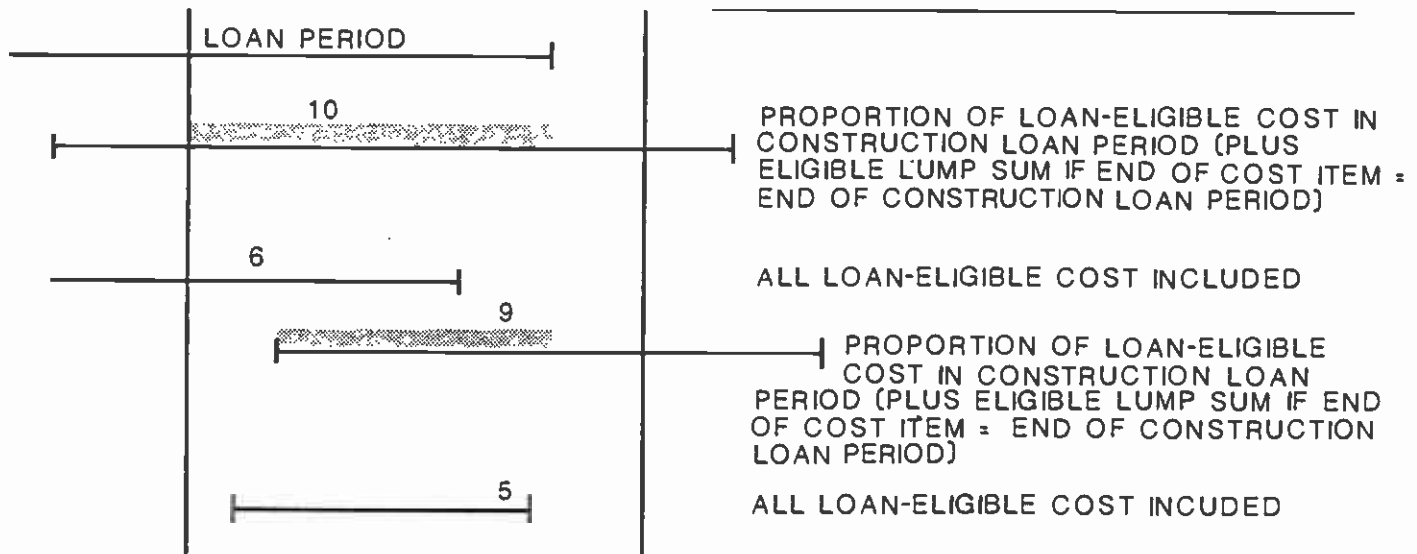 LOAN PERIOD
10
PROPORTION OF LOAN-ELIGIBLE COST IN
CONSTRUCTION LOAN PERIOD (PLUS
ELIGIBLE LUMP SUM IF END OF COST ITEM =
END OF CONSTRUCTION LOAN PERIOD)
6
ALL LOAN-ELIGIBLE COST INCLUDED
9
PROPORTION OF LOAN-ELIGIBLE
COST IN CONSTRUCTION LOAN
PERIOD (PLUS ELIGIBLE LUMP SUM IF END
OF COST ITEM = END OF CONSTRUCTION
LOAN PERIOD)
5
ALL LOAN-ELIGIBLE COST INCUDED